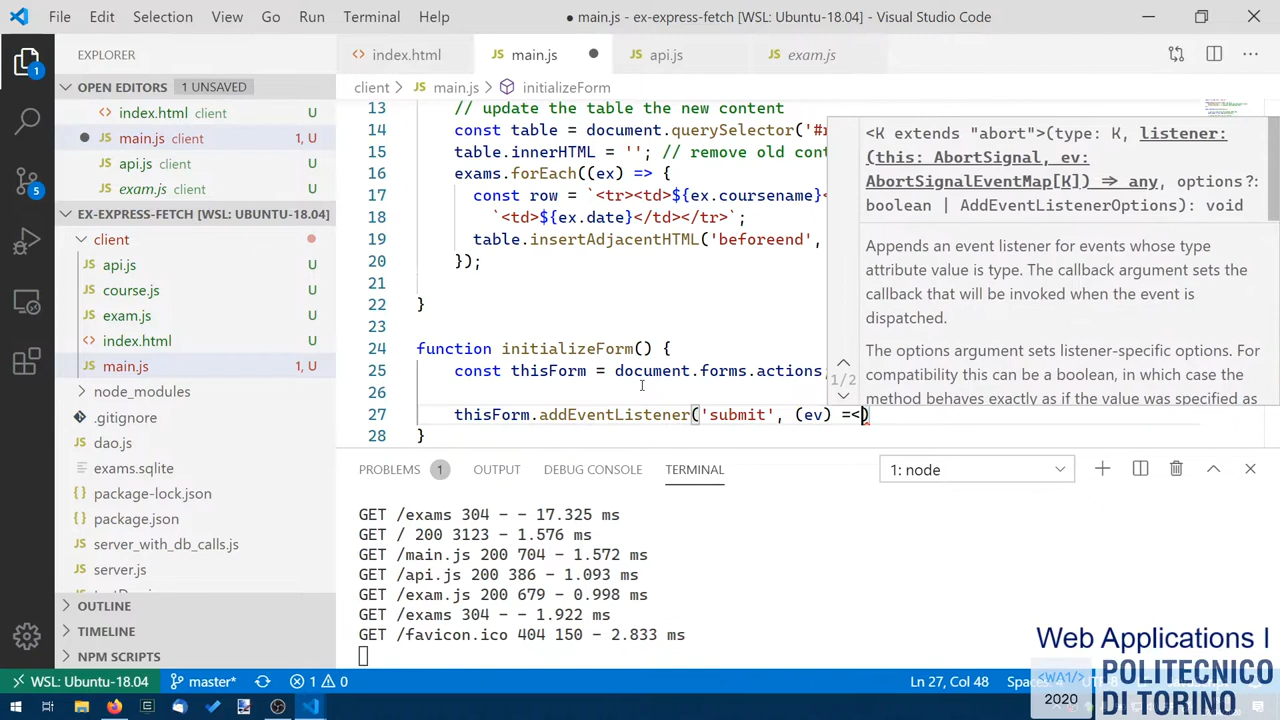 File Edit Selection View Go Run Terminal Help
● main.js - ex-express-fetch [WSL: Ubuntu-18.04] - Visual Studio Code
EXPLORER
OPEN EDITORS 1 UNSAVED
<> index.html client U
JS main.js client 1, U
JS api.js client U
JS exam.js client U
EX-EXPRESS-FETCH [WSL: UBUNTU-18.04]
client
JS api.js U
JS course.js U
JS exam.js U
<> index.html U
JS main.js 1, U
node_modules
.gitignore
dao.js
exams.sqlite
{} package-lock.json
{} package.json
JS server_with_db_calls.js
JS server.js
OUTLINE
TIMELINE
NPM SCRIPTS
1
5
<> index.html JS main.js JS api.js JS exam.js
client > JS main.js > initializeForm
13 // update the table the new content
14 const table = document.querySelector('#
15 table.innerHTML = ''; // remove old cont
16 exams.forEach((ex) => {
17 const row = `<tr><td>${ex.coursename}<
18 `<td>${ex.date}</td></tr>`;
19 table.insertAdjacentHTML('beforeend',
20 });
21
22 }
23
24 function initializeForm() {
25 const thisForm = document.forms.actions
26
27 thisForm.addEventListener('submit', (ev) =<)
28 }
<K extends "abort">(type: K, listener:
(this: AbortSignal, ev:
AbortSignalEventMap[K]) => any, options?:
boolean | AddEventListenerOptions): void
Appends an event listener for events whose type
attribute value is type. The callback argument sets the
callback that will be invoked when the event is
dispatched.
The options argument sets listener-specific options. For
compatibility this can be a boolean, in which case the
method behaves exactly as if the value was specified as
1/2
PROBLEMS 1 OUTPUT DEBUG CONSOLE TERMINAL 1: node
GET /exams 304 - - 17.325 ms
GET / 200 3123 - 1.576 ms
GET /main.js 200 704 - 1.572 ms
GET /api.js 200 386 - 1.093 ms
GET /exam.js 200 679 - 0.998 ms
GET /exams 304 - - 1.922 ms
GET /favicon.ico 404 150 - 2.833 ms
WSL: Ubuntu-18.04 master* 1 0 Ln 27, Col 48
Web Applications I
<WA1/>
2020
POLITECNICO
DI TORINO